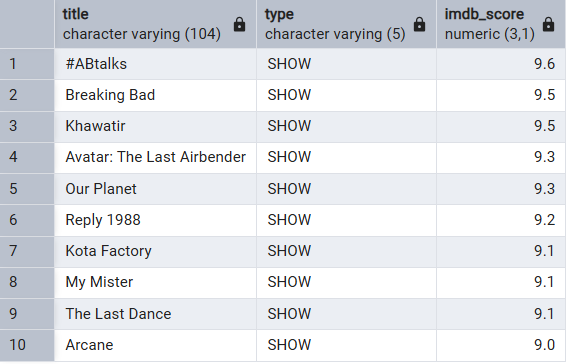 title type imdb_score
character varying (104) character varying (5) numeric (3,1)
1 #ABtalks SHOW 9.6
2 Breaking Bad SHOW 9.5
3 Khawatir SHOW 9.5
4 Avatar: The Last Airbender SHOW 9.3
5 Our Planet SHOW 9.3
6 Reply 1988 SHOW 9.2
7 Kota Factory SHOW 9.1
8 My Mister SHOW 9.1
9 The Last Dance SHOW 9.1
10 Arcane SHOW 9.0